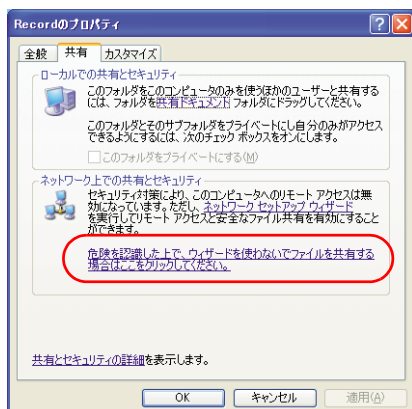 Recordのプロパティ
全般 共有 カスタマイズ
ローカルでの共有とセキュリティ
このフォルダをこのコンピュータのみを使うほかのユーザーと共有する
には、フォルダを共有ドキュメント フォルダにドラッグしてください。
このフォルダとそのサブフォルダをプライベートにし自分のみがアクセス
できるようにするには、次のチェック ボックスをオンにします。
このフォルダをプライベートにする(M)
ネットワーク上での共有とセキュリティ
セキュリティ対策により、このコンピュータへのリモート アクセスは無
効になっています。ただし、ネットワーク セットアップ ウィザード
を実行してリモート アクセスと安全なファイル共有を有効にすること
ができます。
危険を認識した上で、ウィザードを使わないでファイルを共有する
場合はここをクリックしてください。
共有とセキュリティの詳細を表示します。
OK キャンセル 適用(A)